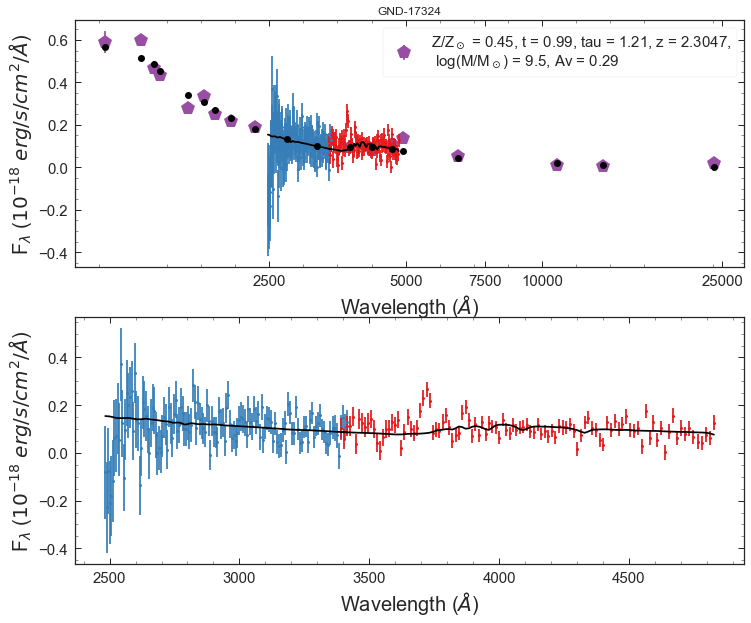 GND-17324
Z/Z⊙ = 0.45, t = 0.99, tau = 1.21, z = 2.3047,
log(M/M⊙) = 9.5, Av = 0.29
F_λ (10^−18 erg/s/cm²/Å)
0.6
0.4
0.2
0.0
−0.2
−0.4
2500 5000 7500 10000 25000
Wavelength (Å)
F_λ (10^−18 erg/s/cm²/Å)
0.4
0.2
0.0
−0.2
−0.4
2500 3000 3500 4000 4500
Wavelength (Å)